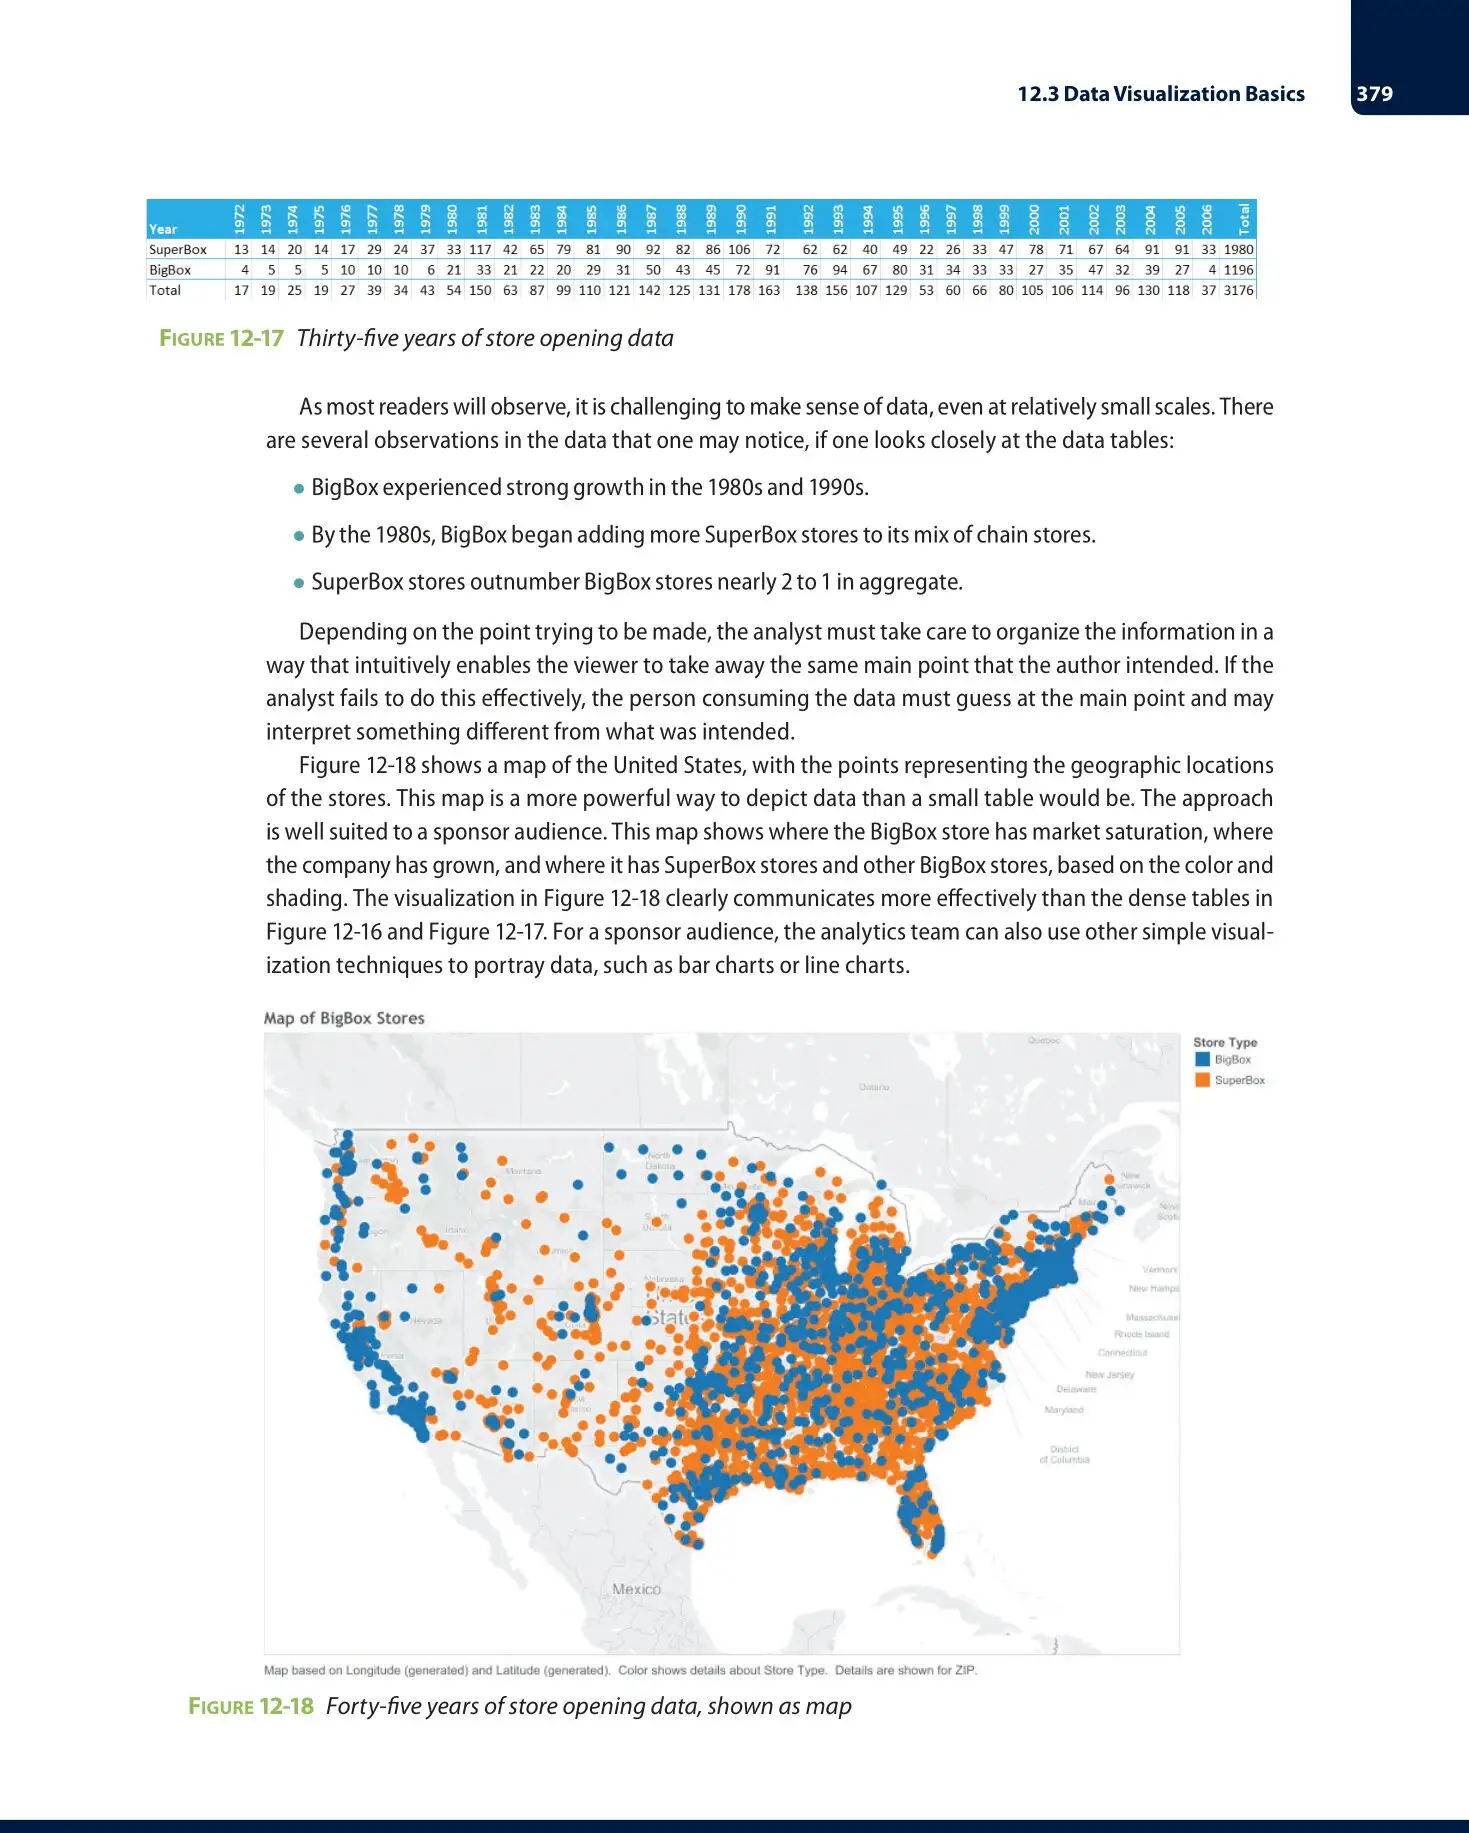 12.3 Data Visualization Basics 379
Year 1972 1973 1974 1975 1976 1977 1978 1979 1980 1981 1982 1983 1984 1985 1986 1987 1988 1989 1990 1991 1992 1993 1994 1995 1996 1997 1998 1999 2000 2001 2002 2003 2004 2005 2006 Total
SuperBox 13 14 20 14 17 29 24 37 33 117 42 65 79 81 90 92 82 86 106 72 62 62 40 49 22 26 33 47 78 71 67 64 91 91 33 1980
BigBox 4 5 5 5 10 10 10 6 21 33 21 22 20 29 31 50 43 45 72 91 76 94 67 80 31 34 33 33 27 35 47 32 39 27 4 1196
Total 17 19 25 19 27 39 34 43 54 150 63 87 99 110 121 142 125 131 178 163 138 156 107 129 53 60 66 80 105 106 114 96 130 118 37 3176
FIGURE 12-17 Thirty-five years of store opening data
As most readers will observe, it is challenging to make sense of data, even at relatively small scales. There
are several observations in the data that one may notice, if one looks closely at the data tables:
● BigBox experienced strong growth in the 1980s and 1990s.
● By the 1980s, BigBox began adding more SuperBox stores to its mix of chain stores.
● SuperBox stores outnumber BigBox stores nearly 2 to 1 in aggregate.
Depending on the point trying to be made, the analyst must take care to organize the information in a
way that intuitively enables the viewer to take away the same main point that the author intended. If the
analyst fails to do this effectively, the person consuming the data must guess at the main point and may
interpret something different from what was intended.
Figure 12-18 shows a map of the United States, with the points representing the geographic locations
of the stores. This map is a more powerful way to depict data than a small table would be. The approach
is well suited to a sponsor audience. This map shows where the BigBox store has market saturation, where
the company has grown, and where it has SuperBox stores and other BigBox stores, based on the color and
shading. The visualization in Figure 12-18 clearly communicates more effectively than the dense tables in
Figure 12-16 and Figure 12-17. For a sponsor audience, the analytics team can also use other simple visual-
ization techniques to portray data, such as bar charts or line charts.
Map of BigBox Stores
Store Type
BigBox
SuperBox
Quebec
Ontario
North
Dakota
Montana
New
Idaho
Vermont
Nevada
Rhode Island
Connecticut
New Jersey
Delaware
Maryland
District
of Columbia
Mexico
Map based on Longitude (generated) and Latitude (generated). Color shows details about Store Type. Details are shown for ZIP.
FIGURE 12-18 Forty-five years of store opening data, shown as map